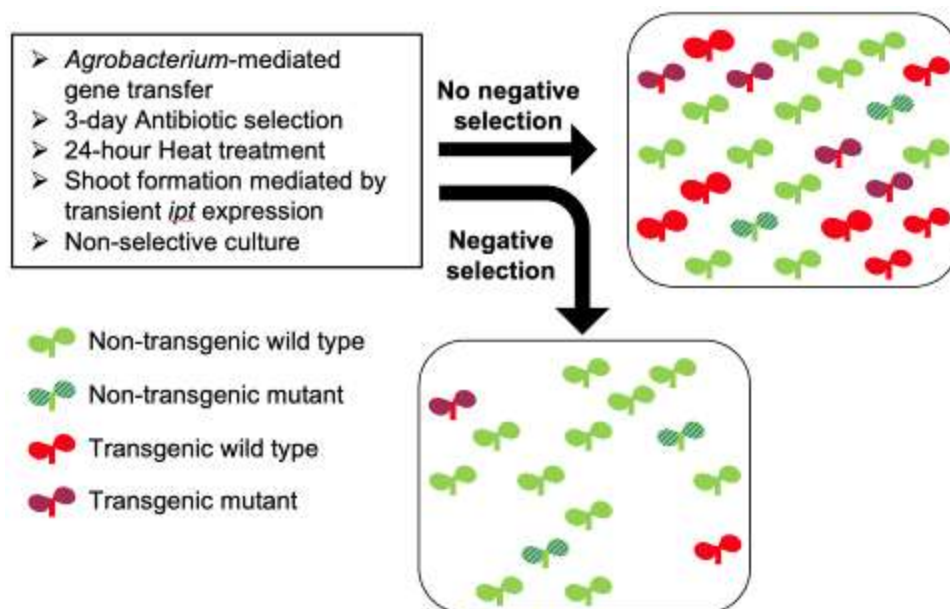 ➢ Agrobacterium-mediated
gene transfer
➢ 3-day Antibiotic selection
➢ 24-hour Heat treatment
➢ Shoot formation mediated by
transient ipt expression
➢ Non-selective culture
No negative
selection
Negative
selection
Non-transgenic wild type
Non-transgenic mutant
Transgenic wild type
Transgenic mutant